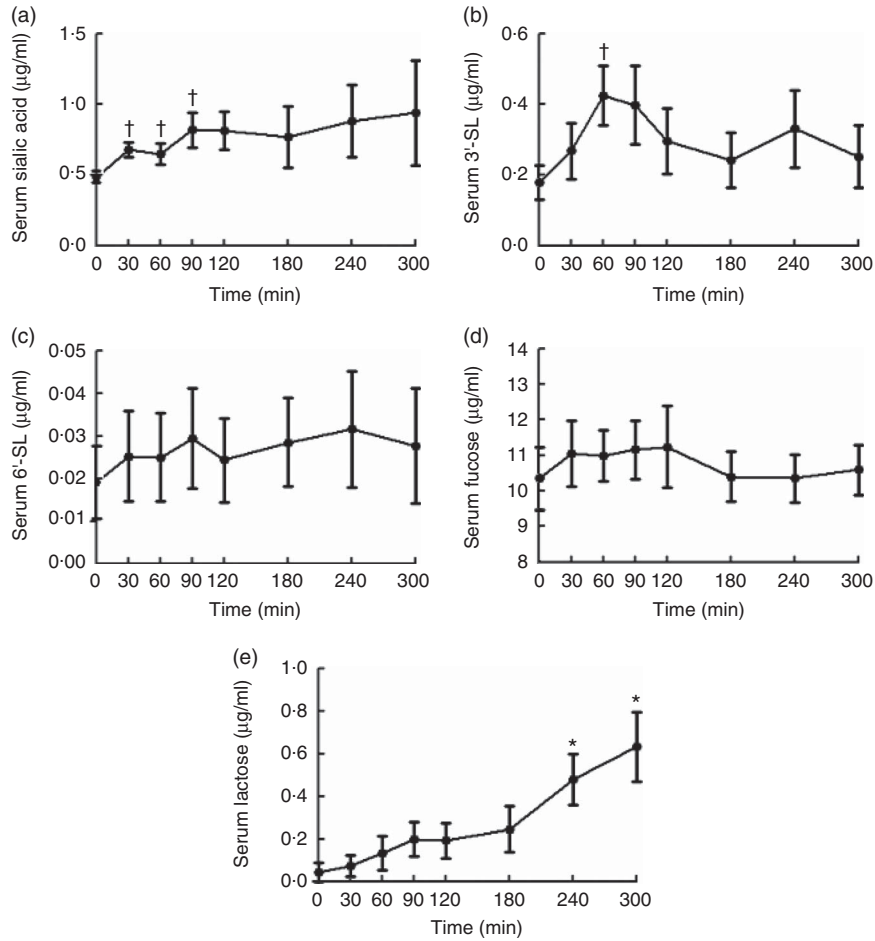 (a)
Serum sialic acid (µg/ml)
1·5
1·0
0·5
0·0
† † †
0 30 60 90 120 180 240 300
Time (min)
(b)
Serum 3'-SL (µg/ml)
0·6
0·4
0·2
0·0
†
0 30 60 90 120 180 240 300
Time (min)
(c)
Serum 6'-SL (µg/ml)
0·05
0·04
0·03
0·02
0·01
0·00
0 30 60 90 120 180 240 300
Time (min)
(d)
Serum fucose (µg/ml)
14
13
12
11
10
9
8
0 30 60 90 120 180 240 300
Time (min)
(e)
Serum lactose (µg/ml)
1·0
0·8
0·6
0·4
0·2
0·0
* *
0 30 60 90 120 180 240 300
Time (min)